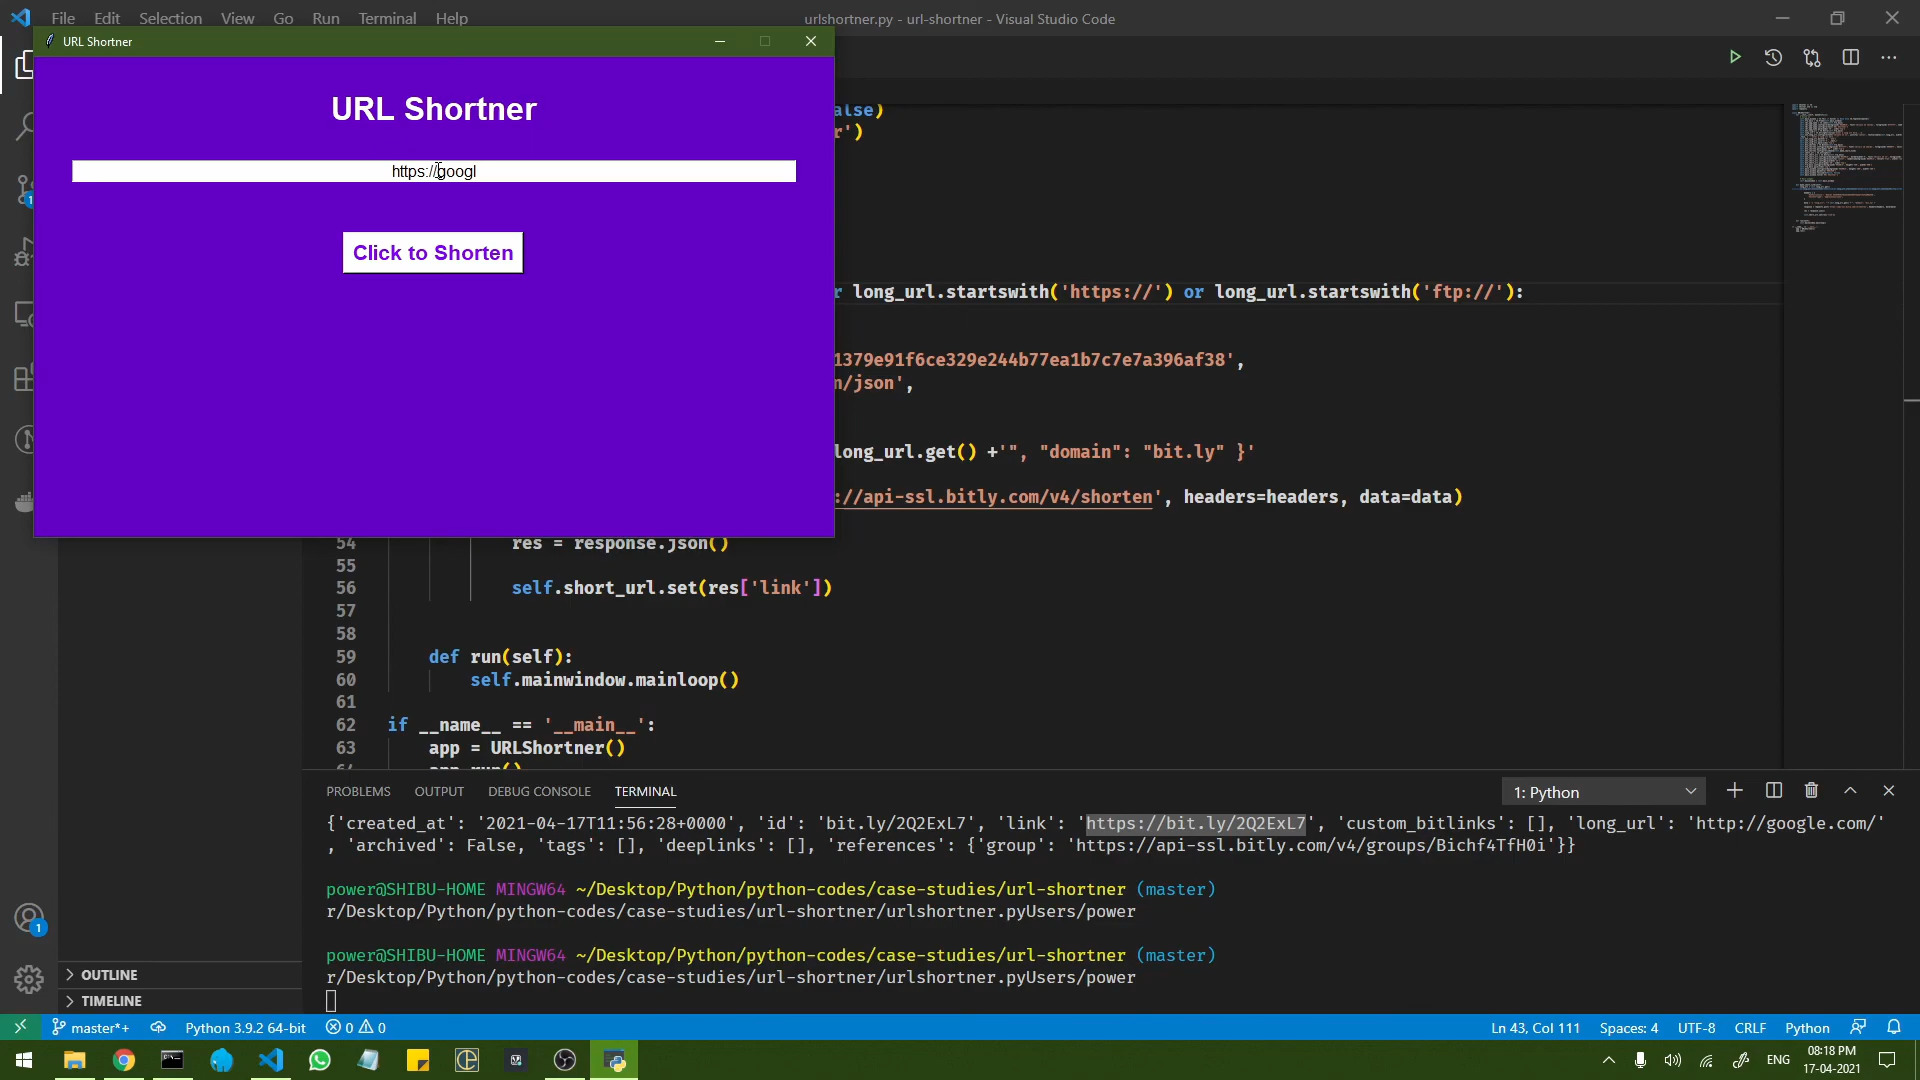 File Edit Selection View Go Run Terminal Help
urlshortner.py - url-shortner - Visual Studio Code
URL Shortner
URL Shortner
https://googl
Click to Shorten
alse)
r')
r long_url.startswith('https://') or long_url.startswith('ftp://'):
1379e91f6ce329e244b77ea1b7c7e7a396af38',
n/json',
long_url.get() +'", "domain": "bit.ly" }'
://api-ssl.bitly.com/v4/shorten', headers=headers, data=data)
54 res = response.json()
55
56 self.short_url.set(res['link'])
57
58
59 def run(self):
60 self.mainwindow.mainloop()
61
62 if __name__ == '__main__':
63 app = URLShortner()
64 app.run()
PROBLEMS OUTPUT DEBUG CONSOLE TERMINAL
1: Python
{'created_at': '2021-04-17T11:56:28+0000', 'id': 'bit.ly/2Q2ExL7', 'link': 'https://bit.ly/2Q2ExL7', 'custom_bitlinks': [], 'long_url': 'http://google.com/'
, 'archived': False, 'tags': [], 'deeplinks': [], 'references': {'group': 'https://api-ssl.bitly.com/v4/groups/Bichf4TfH0i'}}
power@SHIBU-HOME MINGW64 ~/Desktop/Python/python-codes/case-studies/url-shortner (master)
r/Desktop/Python/python-codes/case-studies/url-shortner/urlshortner.pyUsers/power
power@SHIBU-HOME MINGW64 ~/Desktop/Python/python-codes/case-studies/url-shortner (master)
r/Desktop/Python/python-codes/case-studies/url-shortner/urlshortner.pyUsers/power
OUTLINE
TIMELINE
1
1
master*+ Python 3.9.2 64-bit 0 0
Ln 43, Col 111 Spaces: 4 UTF-8 CRLF Python
ENG
08:18 PM
17-04-2021